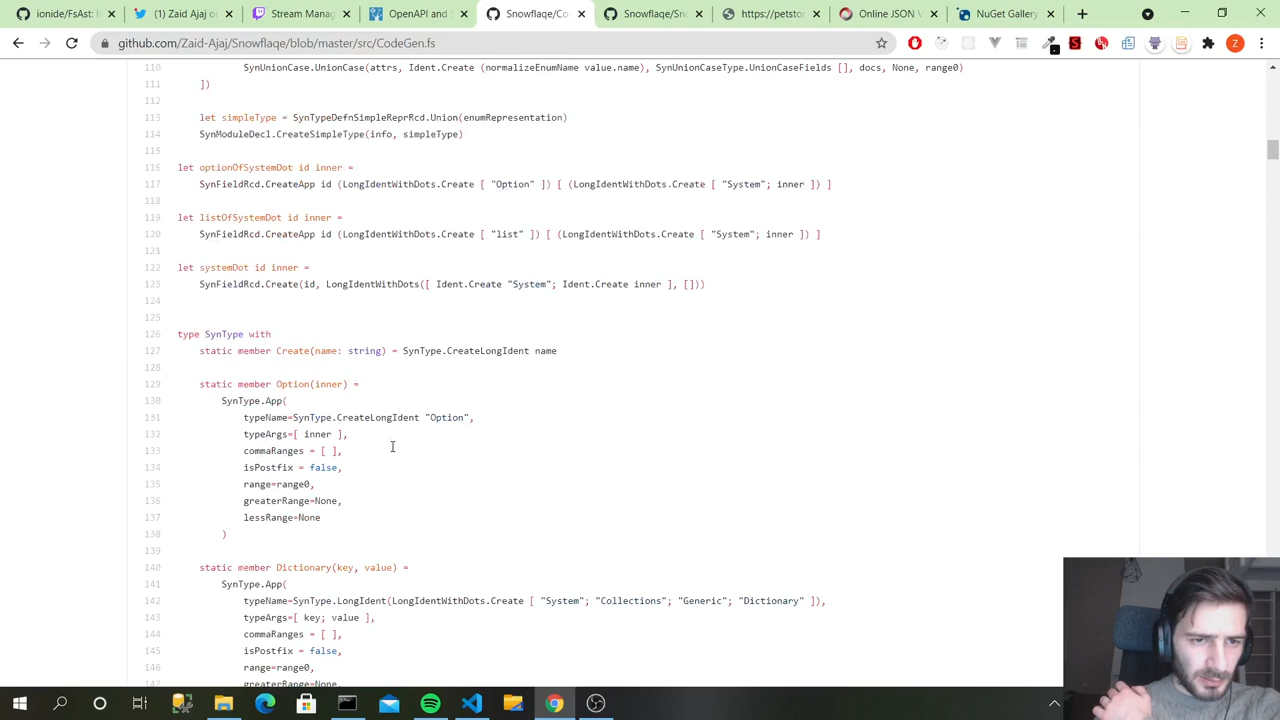 ionide/FsAst: F
(1) Zaid Ajaj or
Stream Manag
OpenAPI and S
Snowflaqe/Co
Snowflaqe/Sn
https://petstor
Online JSON V
NuGet Gallery
github.com/Zaid-Ajaj/Snowflaqe/blob/master/src/CodeGen.fs
Z
110 SynUnionCase.UnionCase(attrs, Ident.Create (normalizeEnumName value.name), SynUnionCaseType.UnionCaseFields [], docs, None, range0)
111 ])
112
113 let simpleType = SynTypeDefnSimpleReprRcd.Union(enumRepresentation)
114 SynModuleDecl.CreateSimpleType(info, simpleType)
115
116 let optionOfSystemDot id inner =
117 SynFieldRcd.CreateApp id (LongIdentWithDots.Create [ "Option" ]) [ (LongIdentWithDots.Create [ "System"; inner ]) ]
118
119 let listOfSystemDot id inner =
120 SynFieldRcd.CreateApp id (LongIdentWithDots.Create [ "list" ]) [ (LongIdentWithDots.Create [ "System"; inner ]) ]
121
122 let systemDot id inner =
123 SynFieldRcd.Create(id, LongIdentWithDots([ Ident.Create "System"; Ident.Create inner ], []))
124
125
126 type SynType with
127 static member Create(name: string) = SynType.CreateLongIdent name
128
129 static member Option(inner) =
130 SynType.App(
131 typeName=SynType.CreateLongIdent "Option",
132 typeArgs=[ inner ],
133 commaRanges = [ ],
134 isPostfix = false,
135 range=range0,
136 greaterRange=None,
137 lessRange=None
138 )
139
140 static member Dictionary(key, value) =
141 SynType.App(
142 typeName=SynType.LongIdent(LongIdentWithDots.Create [ "System"; "Collections"; "Generic"; "Dictionary" ]),
143 typeArgs=[ key; value ],
144 commaRanges = [ ],
145 isPostfix = false,
146 range=range0,
147 greaterRange=None,